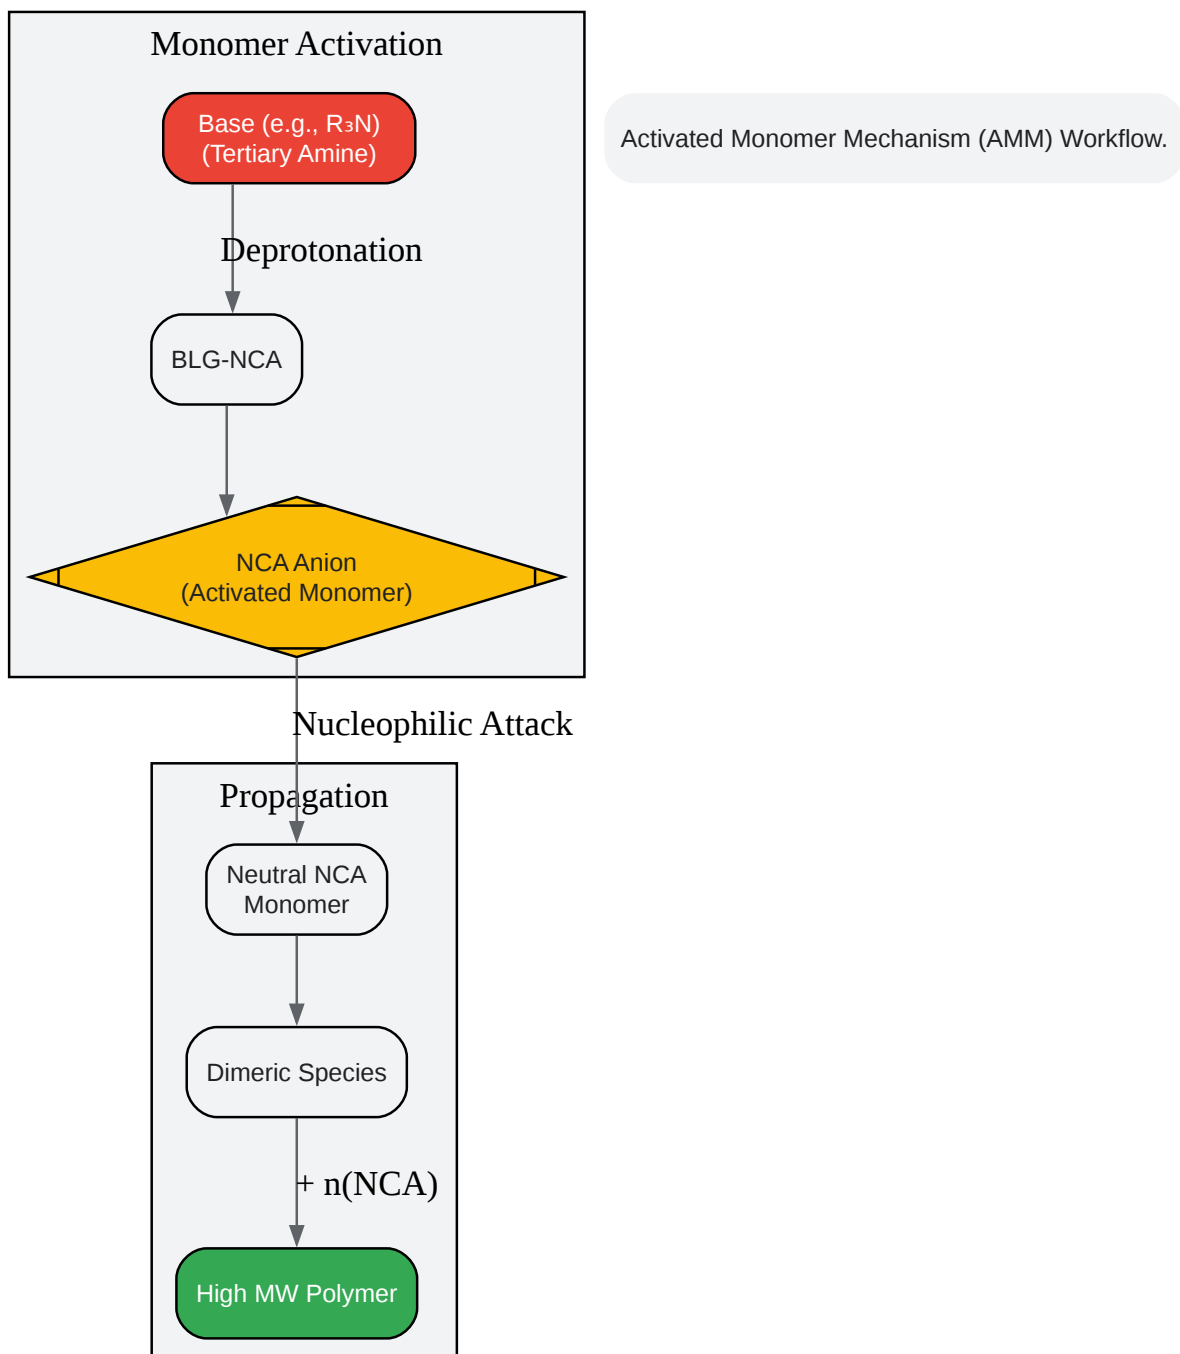 Monomer Activation
Base (e.g., R₃N)
(Tertiary Amine)
Activated Monomer Mechanism (AMM) Workflow.
Deprotonation
BLG-NCA
NCA Anion
(Activated Monomer)
Nucleophilic Attack
Propagation
Neutral NCA
Monomer
Dimeric Species
+ n(NCA)
High MW Polymer